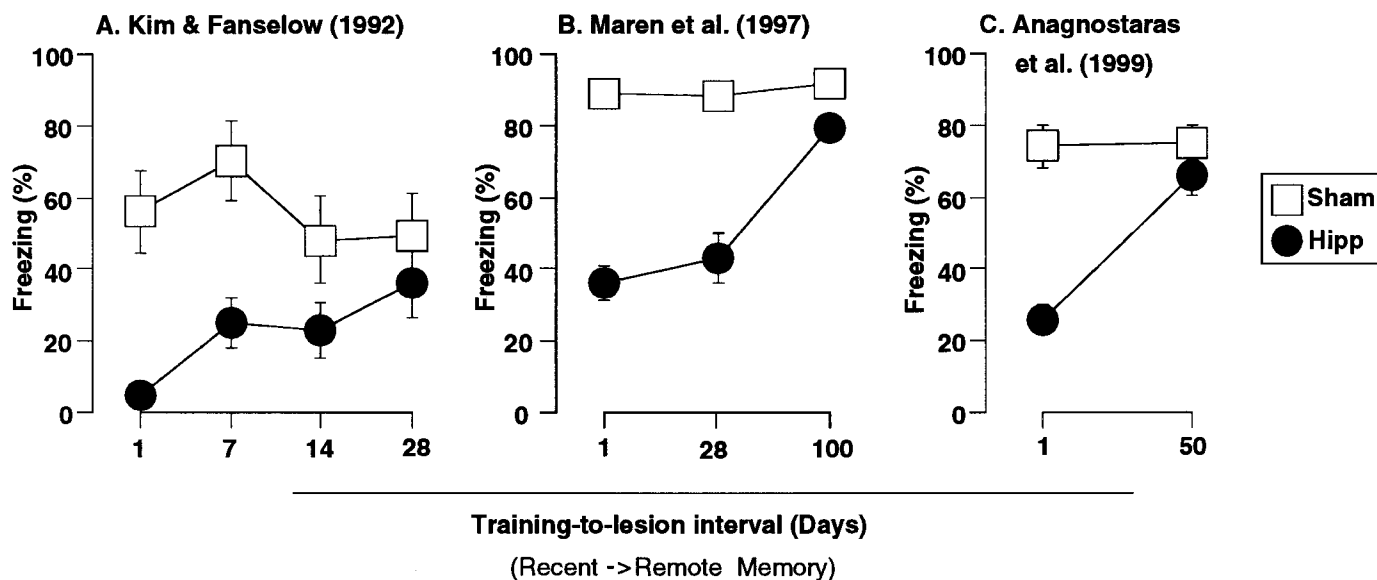 A. Kim & Fanselow (1992)
100
80
60
40
20
0
Freezing (%)
1 7 14 28
B. Maren et al. (1997)
100
80
60
40
20
0
Freezing (%)
1 28 100
C. Anagnostaras
et al. (1999)
100
80
60
40
20
0
Freezing (%)
1 50
Sham
Hipp
Training-to-lesion interval (Days)
(Recent ->Remote Memory)